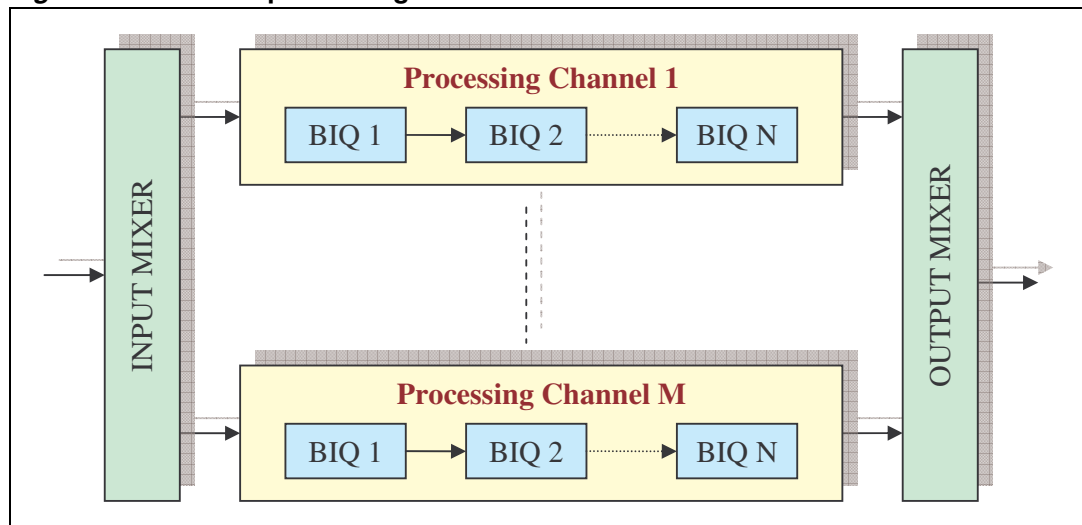 INPUT MIXER
Processing Channel 1
BIQ 1
BIQ 2
BIQ N
Processing Channel M
BIQ 1
BIQ 2
BIQ N
OUTPUT MIXER